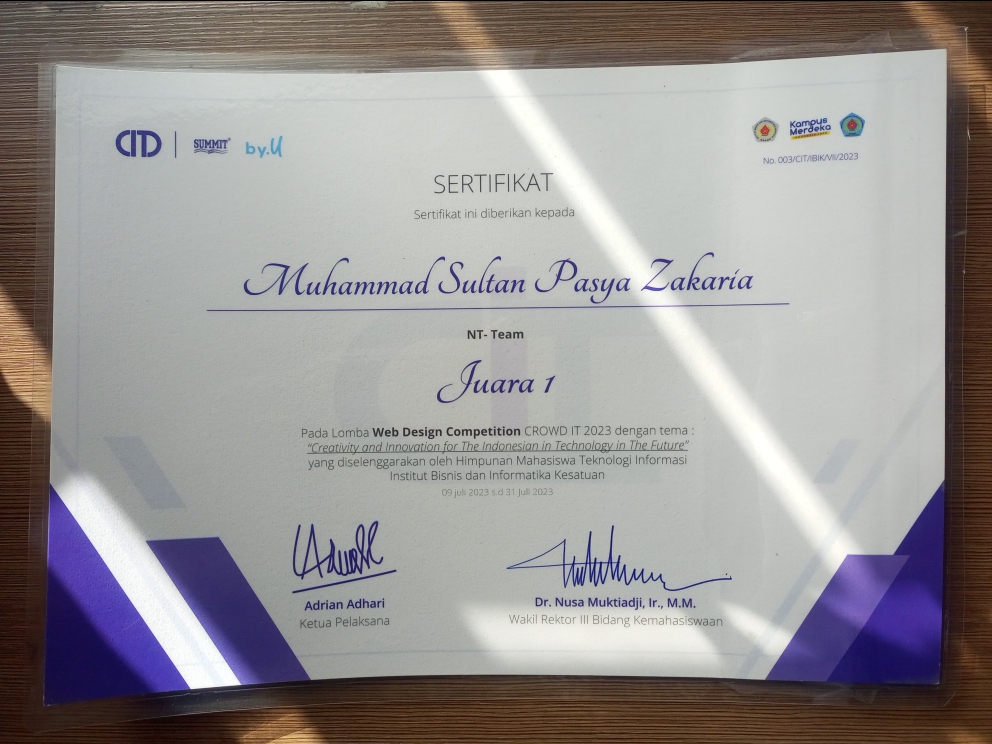 CITD
SUMMIT
by.U
Kampus
Merdeka
No. 003/CIT/IBIK/VII/2023
SERTIFIKAT
Sertifikat ini diberikan kepada
Muhammad Sultan Pasya Zakaria
NT- Team
Juara 1
Pada Lomba Web Design Competition CROWD IT 2023 dengan tema :
"Creativity and Innovation for The Indonesian in Technology in The Future"
yang diselenggarakan oleh Himpunan Mahasiswa Teknologi Informasi
Institut Bisnis dan Informatika Kesatuan
09 juli 2023 s.d 31 Juli 2023
Adrian Adhari
Ketua Pelaksana
Dr. Nusa Muktiadji, Ir., M.M.
Wakil Rektor III Bidang Kemahasiswaan